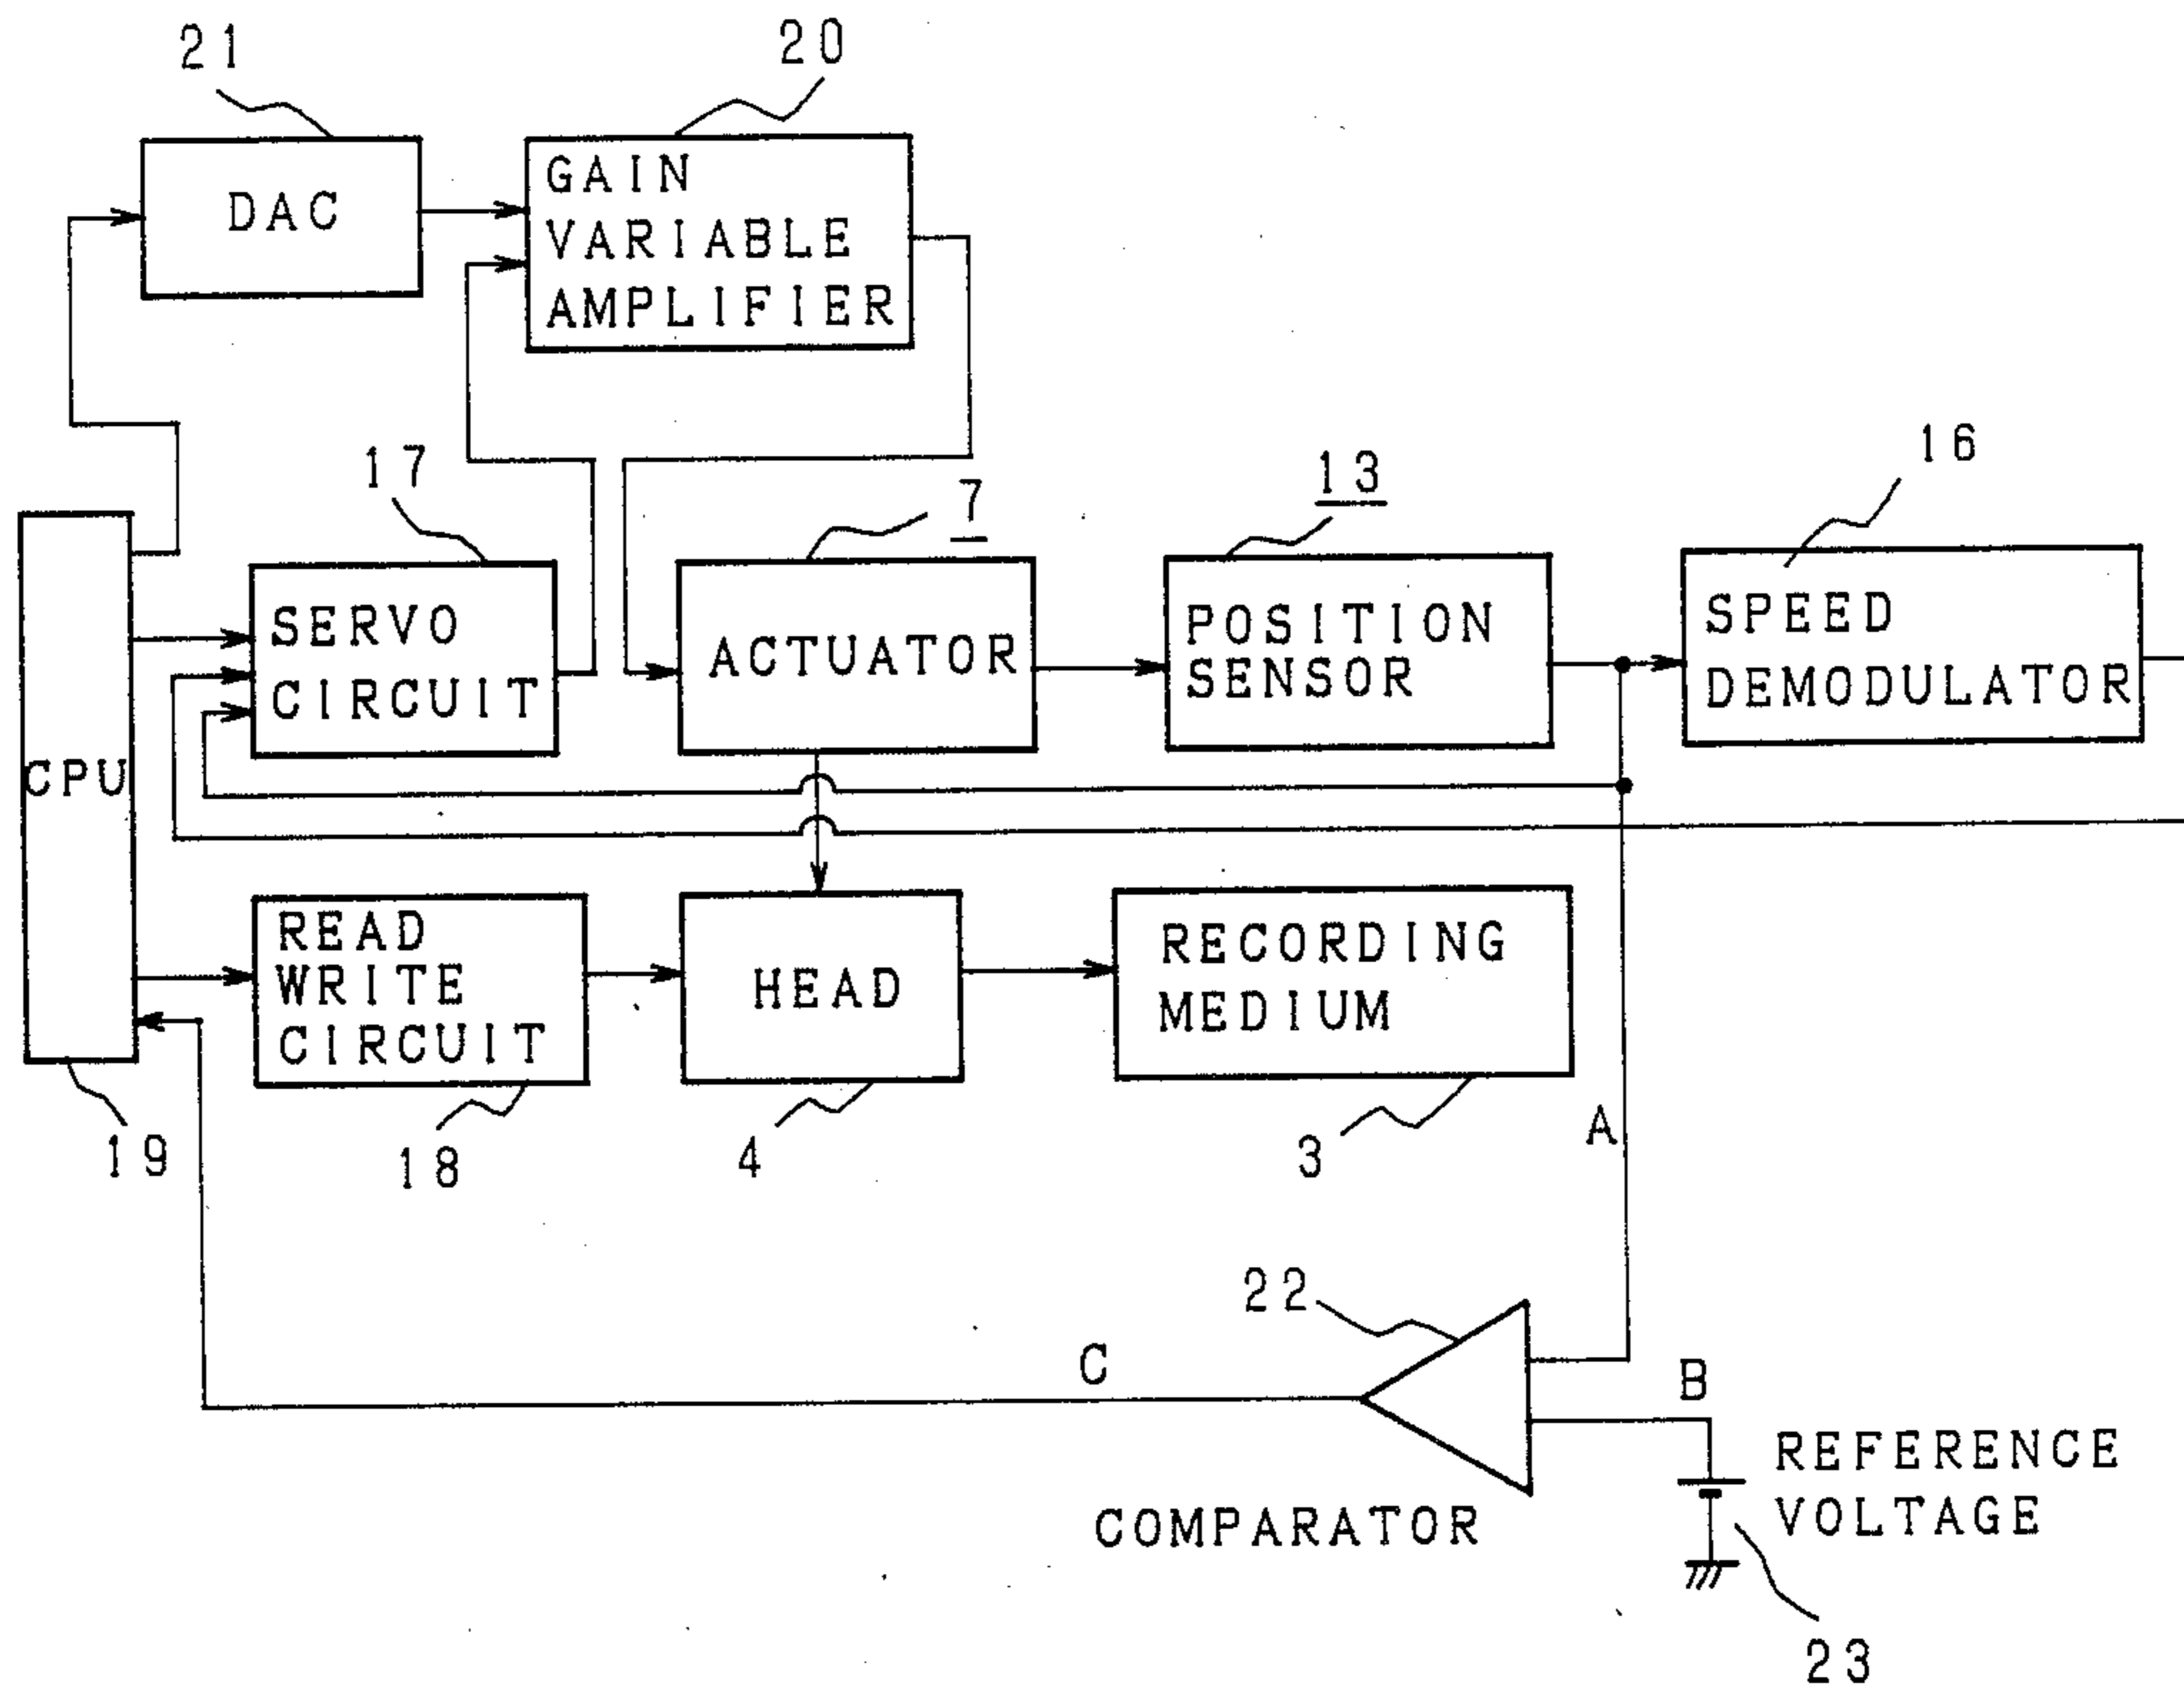 21
20
DAC
GAIN
VARIABLE
AMPLIFIER
17
7
13
16
SERVO
CIRCUIT
ACTUATOR
POSITION
SENSOR
SPEED
DEMODULATOR
CPU
READ
WRITE
CIRCUIT
HEAD
RECORDING
MEDIUM
19
18
4
3
A
22
C
B
REFERENCE
VOLTAGE
COMPARATOR
23